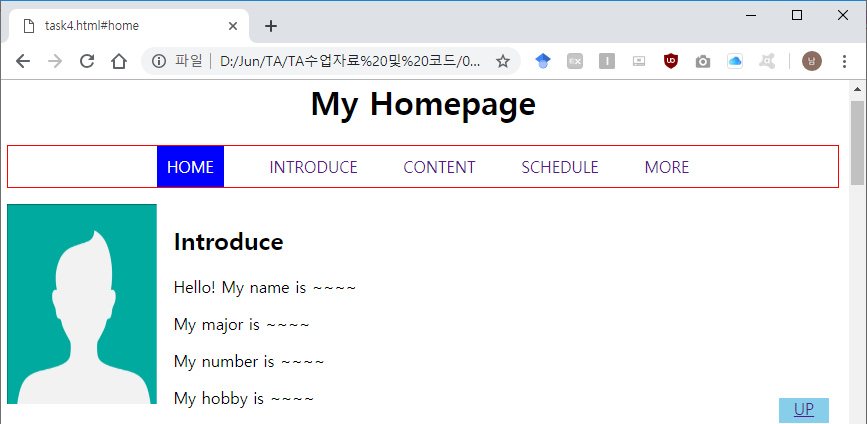 task4.html#home
파일 | D:/Jun/TA/TA수업자료%20및%20코드/0...
Ex
I
UD
남
My Homepage
HOME INTRODUCE CONTENT SCHEDULE MORE
Introduce
Hello! My name is ~~~~
My major is ~~~~
My number is ~~~~
My hobby is ~~~~
UP